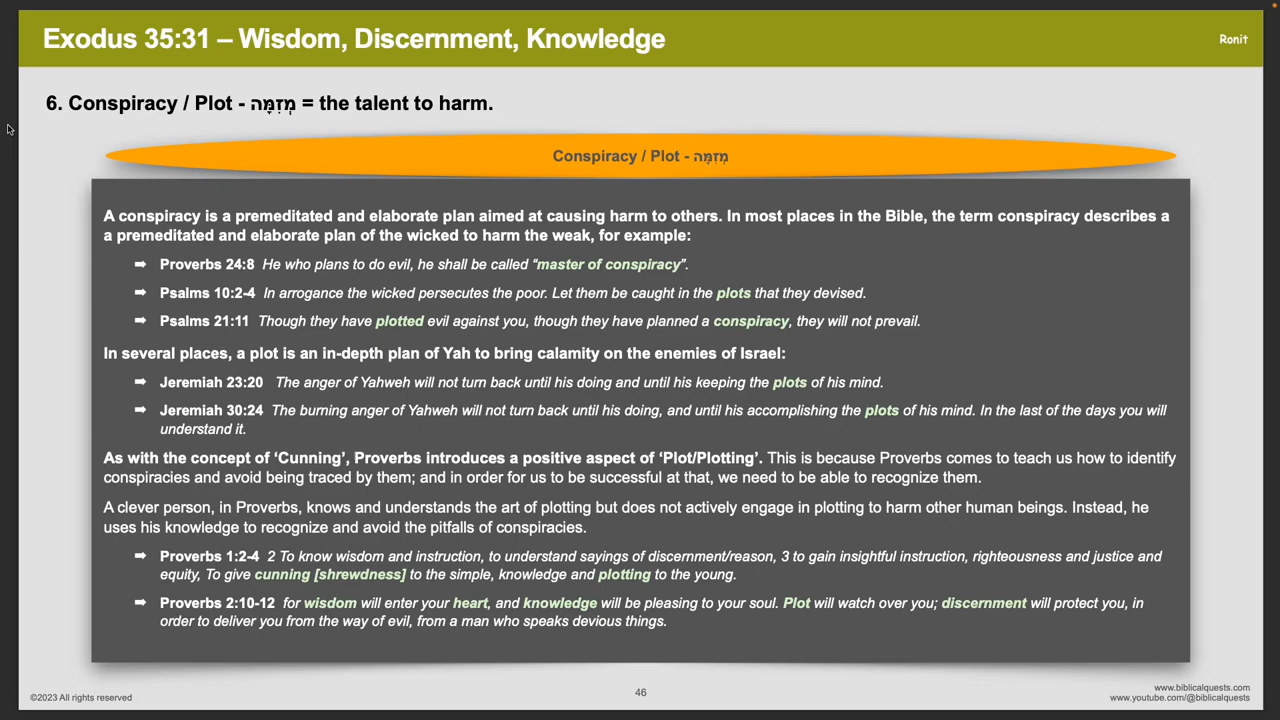 Exodus 35:31 – Wisdom, Discernment, Knowledge
Ronit
6. Conspiracy / Plot - מְזִמָּה = the talent to harm.
Conspiracy / Plot - מְזִמָּה
A conspiracy is a premeditated and elaborate plan aimed at causing harm to others. In most places in the Bible, the term conspiracy describes a
a premeditated and elaborate plan of the wicked to harm the weak, for example:
➡ Proverbs 24:8 He who plans to do evil, he shall be called “master of conspiracy”.
➡ Psalms 10:2-4 In arrogance the wicked persecutes the poor. Let them be caught in the plots that they devised.
➡ Psalms 21:11 Though they have plotted evil against you, though they have planned a conspiracy, they will not prevail.
In several places, a plot is an in-depth plan of Yah to bring calamity on the enemies of Israel:
➡ Jeremiah 23:20 The anger of Yahweh will not turn back until his doing and until his keeping the plots of his mind.
➡ Jeremiah 30:24 The burning anger of Yahweh will not turn back until his doing, and until his accomplishing the plots of his mind. In the last of the days you will
understand it.
As with the concept of ‘Cunning’, Proverbs introduces a positive aspect of ‘Plot/Plotting’. This is because Proverbs comes to teach us how to identify
conspiracies and avoid being traced by them; and in order for us to be successful at that, we need to be able to recognize them.
A clever person, in Proverbs, knows and understands the art of plotting but does not actively engage in plotting to harm other human beings. Instead, he
uses his knowledge to recognize and avoid the pitfalls of conspiracies.
➡ Proverbs 1:2-4 2 To know wisdom and instruction, to understand sayings of discernment/reason, 3 to gain insightful instruction, righteousness and justice and
equity, To give cunning [shrewdness] to the simple, knowledge and plotting to the young.
➡ Proverbs 2:10-12 for wisdom will enter your heart, and knowledge will be pleasing to your soul. Plot will watch over you; discernment will protect you, in
order to deliver you from the way of evil, from a man who speaks devious things.
©2023 All rights reserved
46
www.biblicalquests.com
www.youtube.com/@biblicalquests